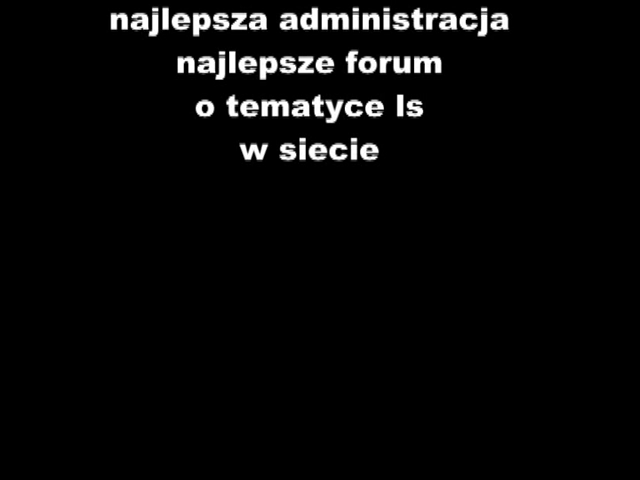 najlepsza administracja
najlepsze forum
o tematyce ls
w siecie